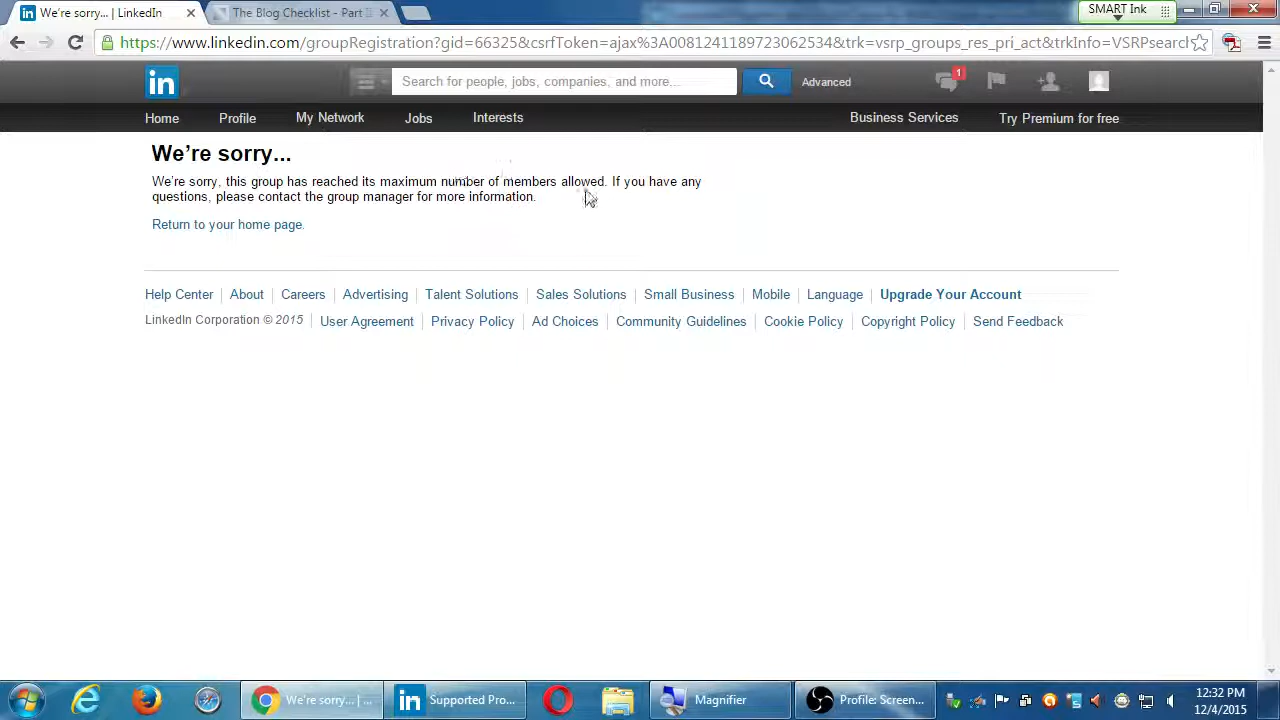 We're sorry... | LinkedIn
The Blog Checklist - Part I
SMART Ink
https://www.linkedin.com/groupRegistration?gid=66325&csrfToken=ajax%3A0081241189723062534&trk=vsrp_groups_res_pri_act&trkInfo=VSRPsearch
in
Search for people, jobs, companies, and more...
Advanced
1
Home
Profile
My Network
Jobs
Interests
Business Services
Try Premium for free
We're sorry...
We're sorry, this group has reached its maximum number of members allowed. If you have any
questions, please contact the group manager for more information.
Return to your home page.
Help Center
About
Careers
Advertising
Talent Solutions
Sales Solutions
Small Business
Mobile
Language
Upgrade Your Account
LinkedIn Corporation © 2015
User Agreement
Privacy Policy
Ad Choices
Community Guidelines
Cookie Policy
Copyright Policy
Send Feedback
We're sorry... | ...
in
Supported Pro...
Magnifier
Profile: Screen...
12:32 PM
12/4/2015